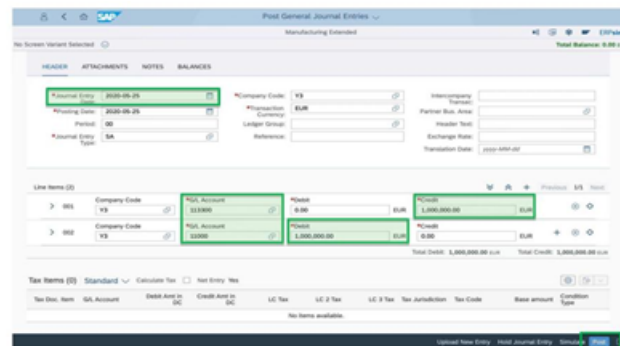 SAP Post General Journal Entries
Manufacturing Extended
No Screen Variant Selected
Total Balance: 0.00
HEADER ATTACHMENTS NOTES BALANCES
*Journal Entry Date: 2020-05-25 *Company Code: Y3 Intercompany Transac:
*Posting Date: 2020-05-25 *Transaction Currency: EUR Partner Bus. Area:
Period: 00 Ledger Group: Header Text:
*Journal Entry Type: SA Reference: Exchange Rate:
Translation Date: yyyy-MM-dd
Line Items (2) Previous 1/1 Next
Company Code *G/L Account *Debit *Credit
001 Y3 113300 0.00 EUR 1,000,000.00 EUR
Company Code *G/L Account *Debit *Credit
002 Y3 11000 1,000,000.00 EUR 0.00 EUR
Total Debit: 1,000,000.00 EUR Total Credit: 1,000,000.00 EUR
Tax Items (0) Standard Calculate Tax Net Entry Yes
Tax Doc. Item G/L Account Debit Amt in DC Credit Amt in DC LC Tax LC 2 Tax LC 3 Tax Tax Jurisdiction Tax Code Base amount Condition Type
No items available.
Upload New Entry Hold Journal Entry Simulate Post